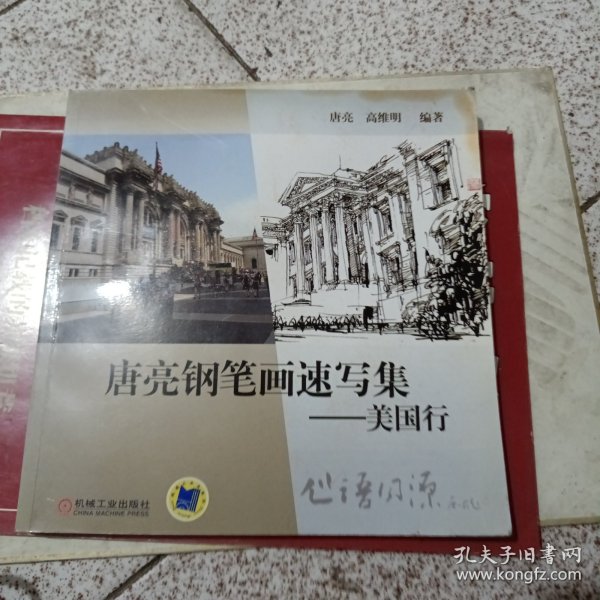 唐亮 高维明 编著
唐亮钢笔画速写集
——美国行
机械工业出版社
CHINA MACHINE PRESS
孔夫子旧书网
www.kongfz.com